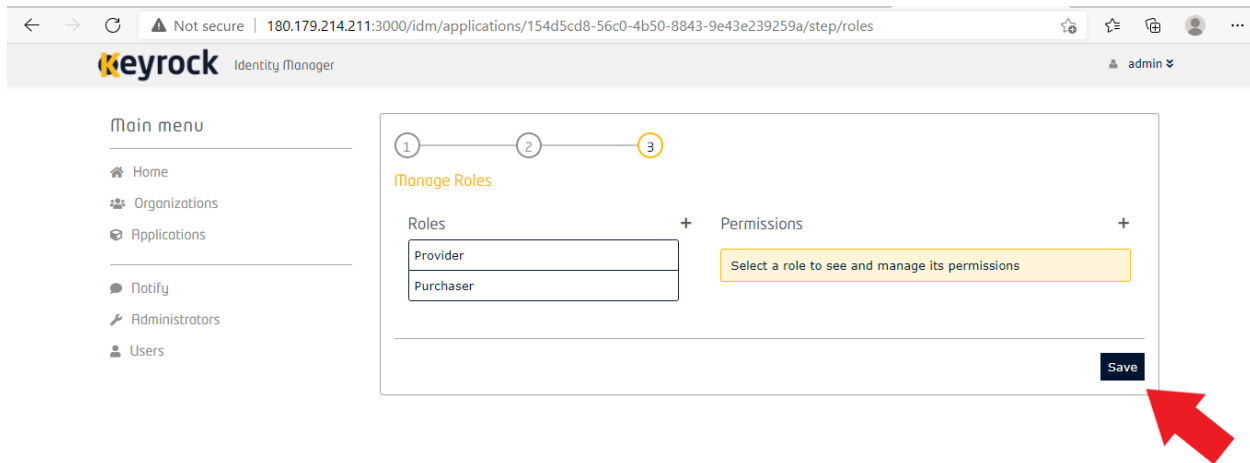 Not secure | 180.179.214.211:3000/idm/applications/154d5cd8-56c0-4b50-8843-9e43e239259a/step/roles
Keyrock Identity Manager
admin
Main menu
Home
Organizations
Applications
Notify
Administrators
Users
1 2 3
Manage Roles
Roles +
Provider
Purchaser
Permissions +
Select a role to see and manage its permissions
Save